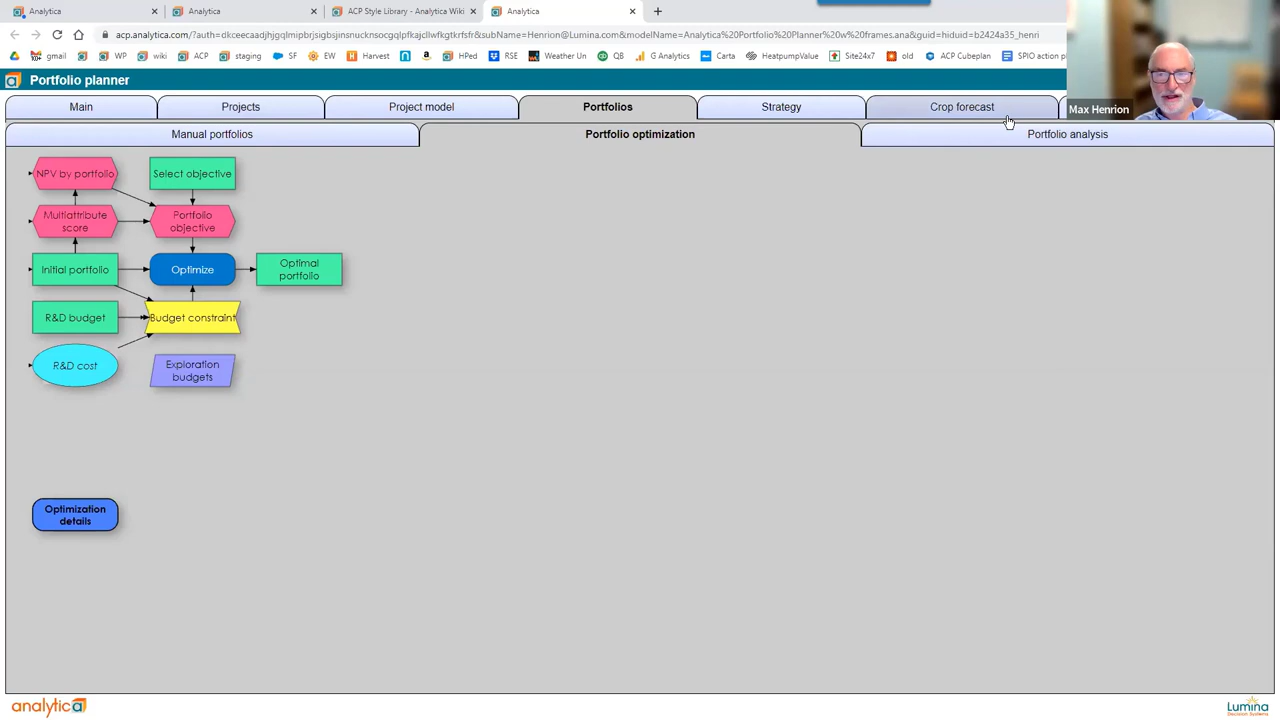 Analytica
Analytica
ACP Style Library - Analytica Wiki
Analytica
acp.analytica.com/?auth=dkceecaadjhjgqlmipbrjsigbsjinsnucknsocgqlpfkajcllwfkgtkrfsfr&subName=Henrion@Lumina.com&modelName=Analytica%20Portfolio%20Planner%20w%20frames.ana&guid=hiduid=b2424a35_henri
gmail
WP
wiki
ACP
staging
SF
EW
Harvest
HPed
RSE
Weather Un
QB
G Analytics
Carta
HeatpumpValue
Site24x7
old
ACP Cubeplan
SPIO action p
Portfolio planner
Main
Projects
Project model
Portfolios
Strategy
Crop forecast
Max Henrion
Manual portfolios
Portfolio optimization
Portfolio analysis
NPV by portfolio
Select objective
Multiattribute
score
Portfolio
objective
Initial portfolio
Optimize
Optimal
portfolio
R&D budget
Budget constraint
R&D cost
Exploration
budgets
Optimization
details
analytica
Lumina
Decision Systems